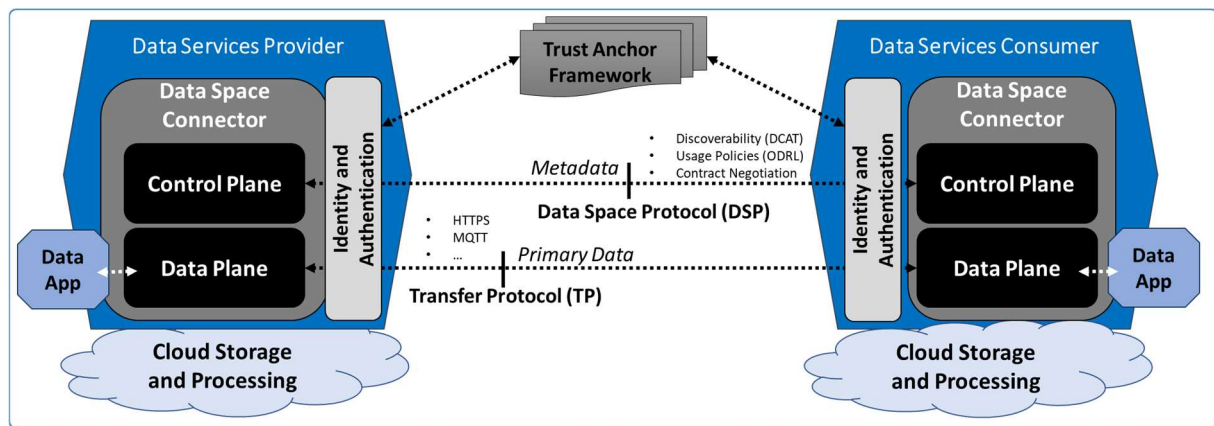 Data Services Provider
Data Space
Connector
Control Plane
Data Plane
Identity and
Authentication
Data
App
Cloud Storage
and Processing
Trust Anchor
Framework
• Discoverability (DCAT)
• Usage Policies (ODRL)
• Contract Negotiation
Metadata
Data Space Protocol (DSP)
• HTTPS
• MQTT
• ...
Primary Data
Transfer Protocol (TP)
Data Services Consumer
Data Space
Connector
Identity and
Authentication
Control Plane
Data Plane
Data
App
Cloud Storage
and Processing